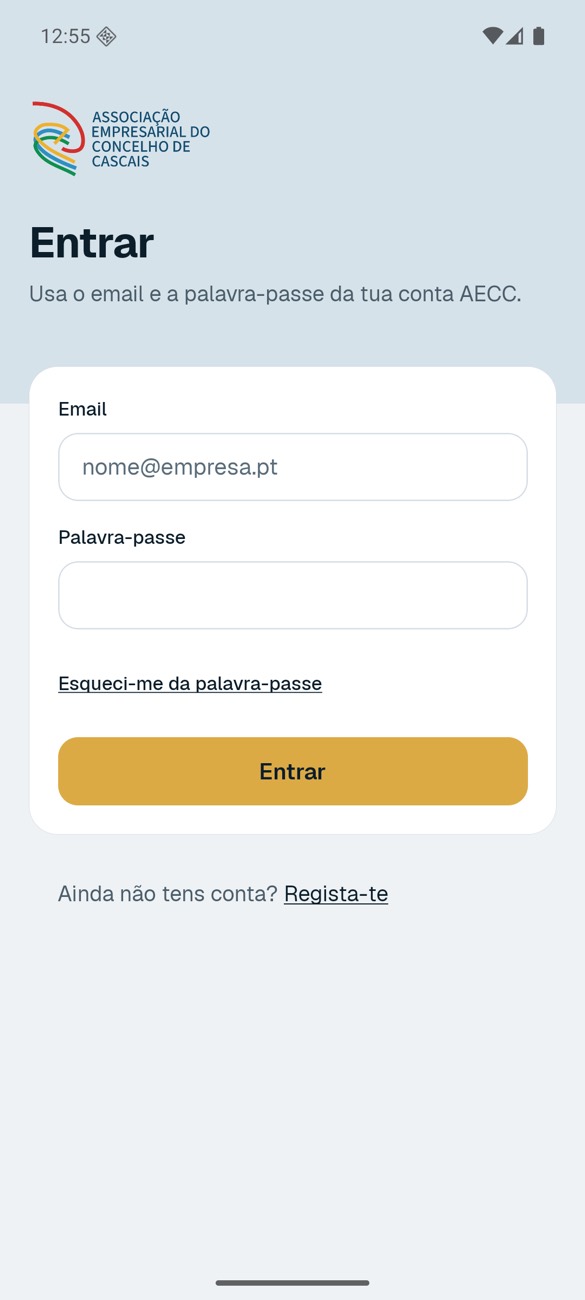 12:55
ASSOCIAÇÃO
EMPRESARIAL DO
CONCELHO DE
CASCAIS
Entrar
Usa o email e a palavra-passe da tua conta AECC.
Email
nome@empresa.pt
Palavra-passe
Esqueci-me da palavra-passe
Entrar
Ainda não tens conta? Regista-te